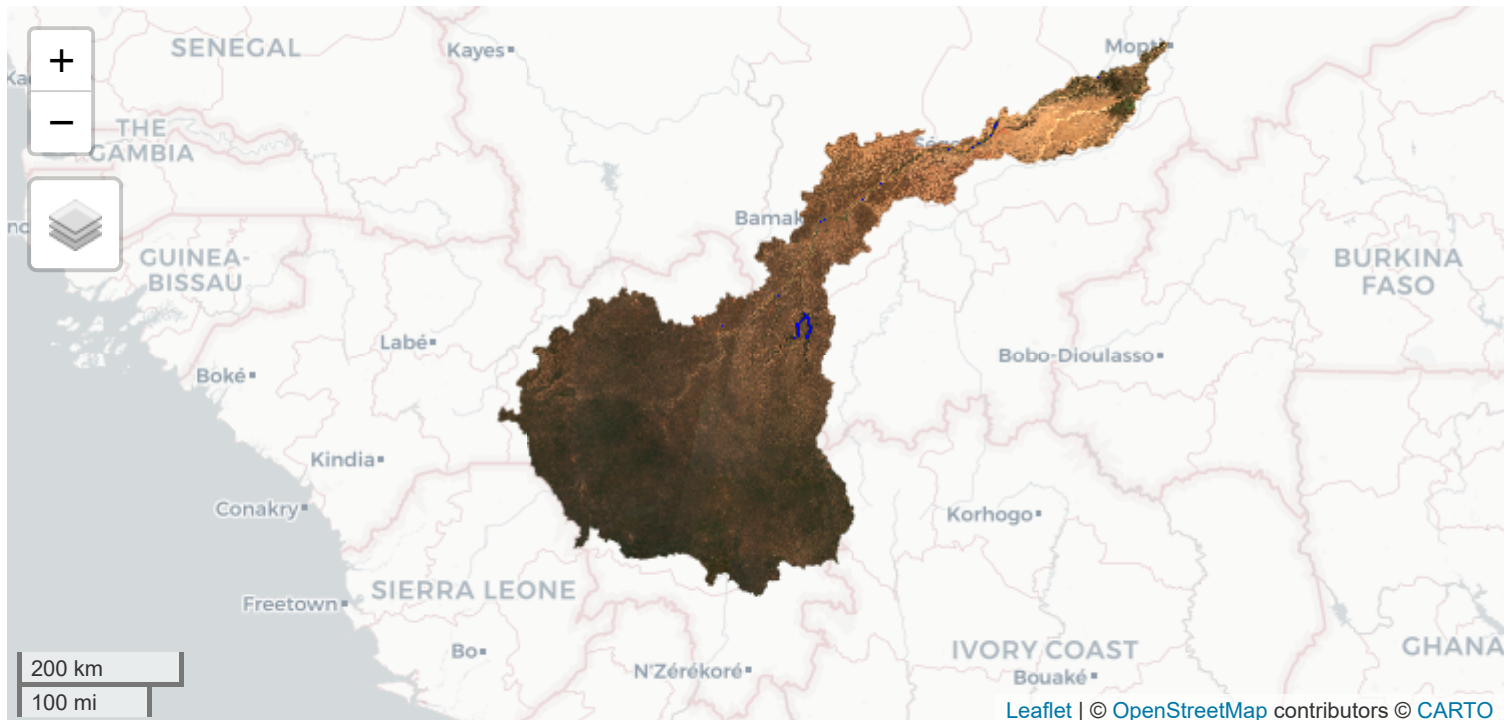 +
−
SENEGAL
Kayes
THE
GAMBIA
GUINEA-
BISSAU
Labé
Boké
Kindia
Conakry
Freetown
SIERRA LEONE
Bo
N'Zérékoré
Bamak
BURKINA
FASO
Bobo-Dioulasso
Korhogo
IVORY COAST
Bouaké
GHANA
200 km
100 mi
Leaflet | © OpenStreetMap contributors © CARTO